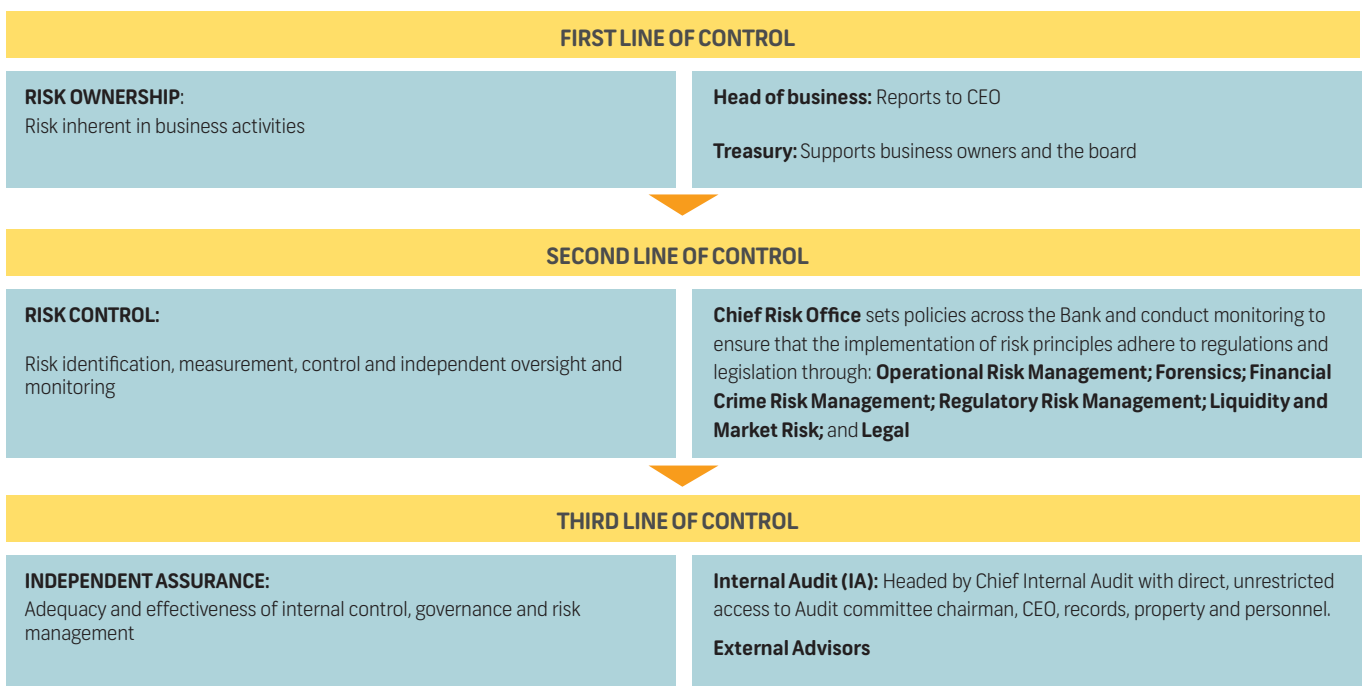 FIRST LINE OF CONTROL
RISK OWNERSHIP:
Risk inherent in business activities
Head of business: Reports to CEO
Treasury: Supports business owners and the board
SECOND LINE OF CONTROL
RISK CONTROL:
Risk identification, measurement, control and independent oversight and
monitoring
Chief Risk Office sets policies across the Bank and conduct monitoring to
ensure that the implementation of risk principles adhere to regulations and
legislation through: Operational Risk Management; Forensics; Financial
Crime Risk Management; Regulatory Risk Management; Liquidity and
Market Risk; and Legal
THIRD LINE OF CONTROL
INDEPENDENT ASSURANCE:
Adequacy and effectiveness of internal control, governance and risk
management
Internal Audit (IA): Headed by Chief Internal Audit with direct, unrestricted
access to Audit committee chairman, CEO, records, property and personnel.
External Advisors